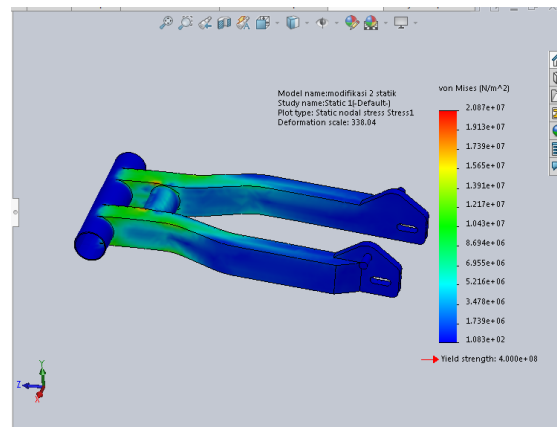 Model name:modifikasi 2 statik
Study name:Static 1(-Default-)
Plot type: Static nodal stress Stress1
Deformation scale: 338.04
von Mises (N/m^2)
2.087e+07
1.913e+07
1.739e+07
1.565e+07
1.391e+07
1.217e+07
1.043e+07
8.694e+06
6.955e+06
5.216e+06
3.478e+06
1.739e+06
1.083e+02
Yield strength: 4.000e+08
Y
Z
X